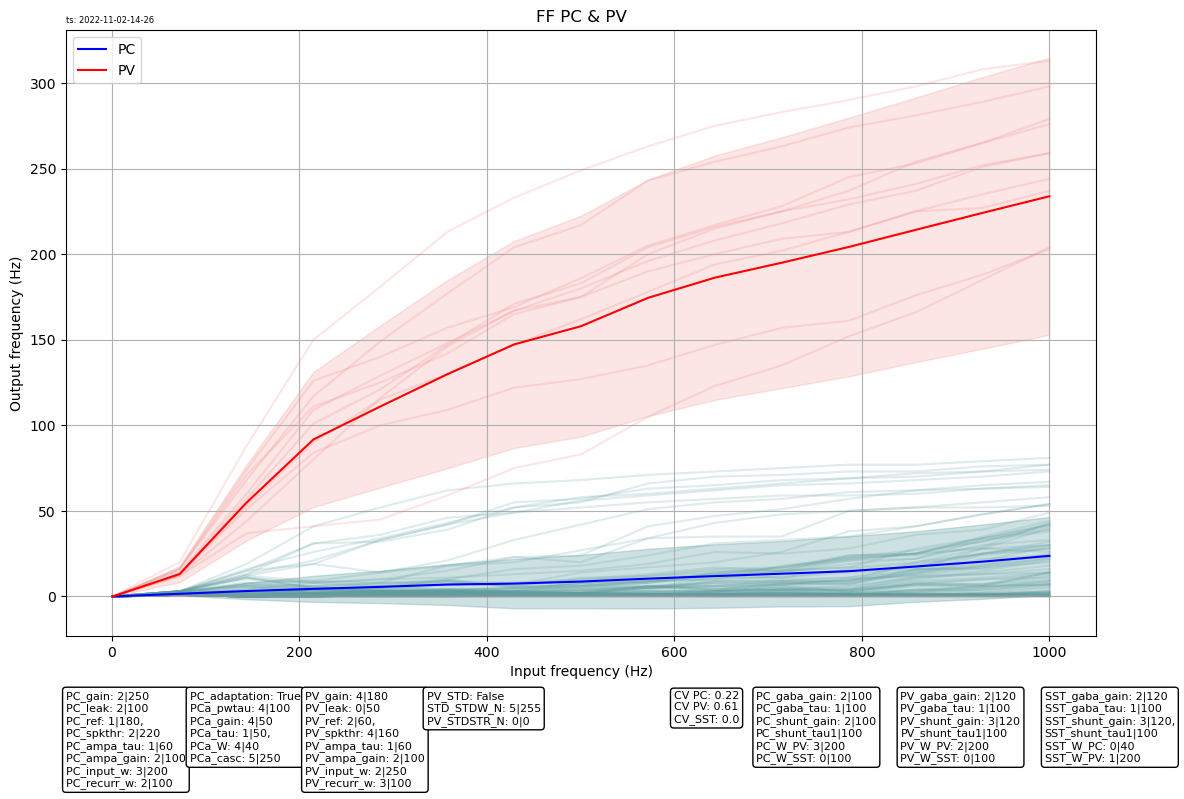 ts: 2022-11-02-14-26
FF PC & PV
PC
PV
Output frequency (Hz)
300
250
200
150
100
50
0
0
200
400
600
800
1000
Input frequency (Hz)
PC_gain: 2|250
PC_leak: 2|100
PC_ref: 1|180,
PC_spkthr: 2|220
PC_ampa_tau: 1|60
PC_ampa_gain: 2|100
PC_input_w: 3|200
PC_recurr_w: 2|100
PC_adaptation: True
PCa_pwtau: 4|100
PCa_gain: 4|50
PCa_tau: 1|50,
PCa_W: 4|40
PCa_casc: 5|250
PV_gain: 4|180
PV_leak: 0|50
PV_ref: 2|60,
PV_spkthr: 4|160
PV_ampa_tau: 1|60
PV_ampa_gain: 2|100
PV_input_w: 2|250
PV_recurr_w: 3|100
PV_STD: False
STD_STDW_N: 5|255
PV_STDSTR_N: 0|0
CV PC: 0.22
CV PV: 0.61
CV_SST: 0.0
PC_gaba_gain: 2|100
PC_gaba_tau: 1|100
PC_shunt_gain: 2|100
PC_shunt_tau1|100
PC_W_PV: 3|200
PC_W_SST: 0|100
PV_gaba_gain: 2|120
PV_gaba_tau: 1|100
PV_shunt_gain: 3|120
PV_shunt_tau1|100
PV_W_PV: 2|200
PV_W_SST: 0|100
SST_gaba_gain: 2|120
SST_gaba_tau: 1|100
SST_shunt_gain: 3|120,
SST_shunt_tau1|100
SST_W_PC: 0|40
SST_W_PV: 1|200